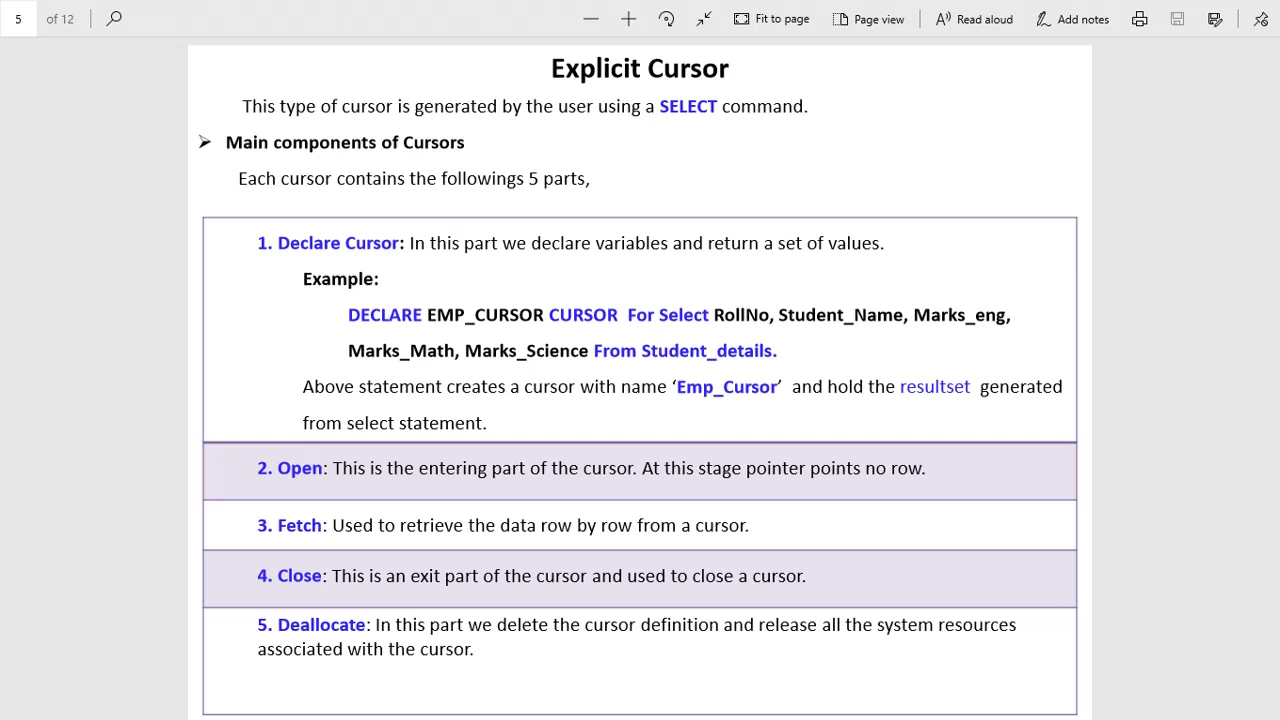 5 of 12 Fit to page Page view Read aloud Add notes
Explicit Cursor
This type of cursor is generated by the user using a SELECT command.
➢ Main components of Cursors
Each cursor contains the followings 5 parts,
1. Declare Cursor: In this part we declare variables and return a set of values.
Example:
DECLARE EMP_CURSOR CURSOR For Select RollNo, Student_Name, Marks_eng,
Marks_Math, Marks_Science From Student_details.
Above statement creates a cursor with name ‘Emp_Cursor’ and hold the resultset generated
from select statement.
2. Open: This is the entering part of the cursor. At this stage pointer points no row.
3. Fetch: Used to retrieve the data row by row from a cursor.
4. Close: This is an exit part of the cursor and used to close a cursor.
5. Deallocate: In this part we delete the cursor definition and release all the system resources
associated with the cursor.